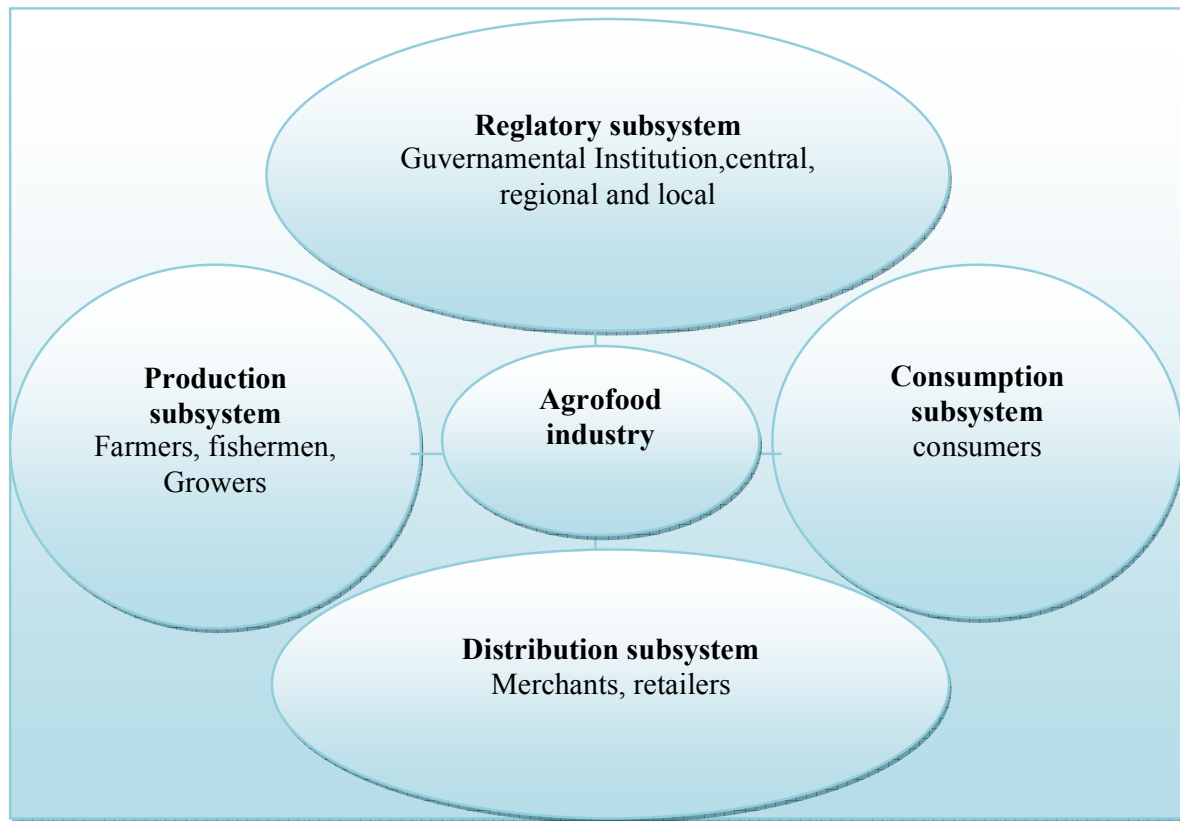 Reglatory subsystem
Guvernamental Institution,central,
regional and local
Production
subsystem
Farmers, fishermen,
Growers
Agrofood
industry
Consumption
subsystem
consumers
Distribution subsystem
Merchants, retailers